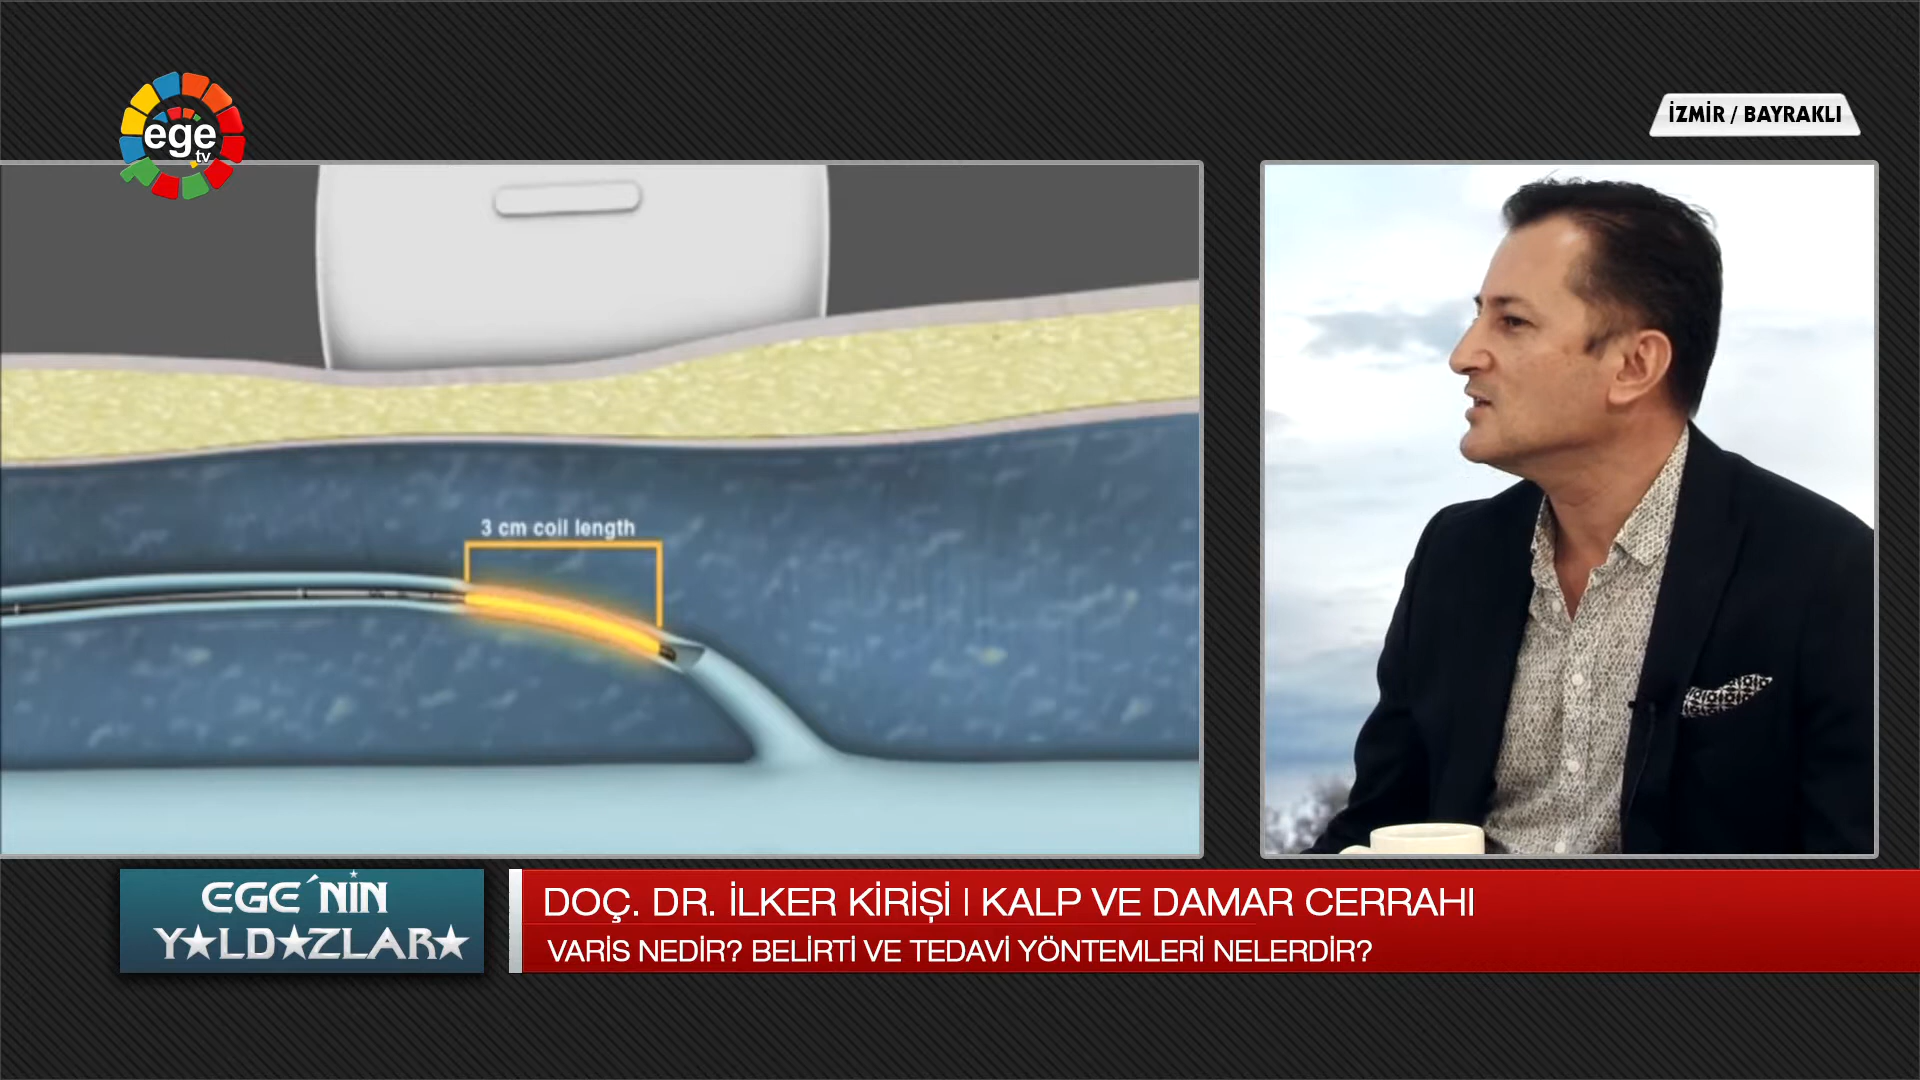 ege
tv
İZMİR / BAYRAKLI
3 cm coil length
EGE´NİN
YILDIZLARI
DOÇ. DR. İLKER KİRİŞİ | KALP VE DAMAR CERRAHI
VARİS NEDİR? BELİRTİ VE TEDAVİ YÖNTEMLERİ NELERDİR?